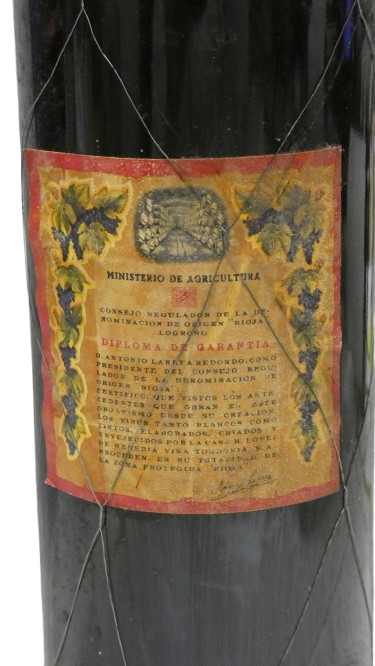 MINISTERIO DE AGRICULTURA
CONSEJO REGULADOR DE LA DE-
NOMINACION DE ORIGEN "RIOJA"
LOGROÑO
DIPLOMA DE GARANTIA
D. ANTONIO LARREA REDONDO, COMO
PRESIDENTE DEL CONSEJO REGU-
LADOR DE LA DENOMINACION DE
ORIGEN "RIOJA"
CERTIFICO: QUE VISTOS LOS ANTE-
CEDENTES QUE OBRAN EN ESTE
ORGANISMO DESDE SU CREACION,
LOS VINOS TANTO BLANCOS COMO
TINTOS, ELABORADOS, CRIADOS Y
ENVEJECIDOS POR LA CASA R. LOPEZ
DE HEREDIA VIÑA TONDONIA, S. A.
PROCEDEN, EN SU TOTALIDAD, DE
LA ZONA PROTEGIDA "RIOJA"